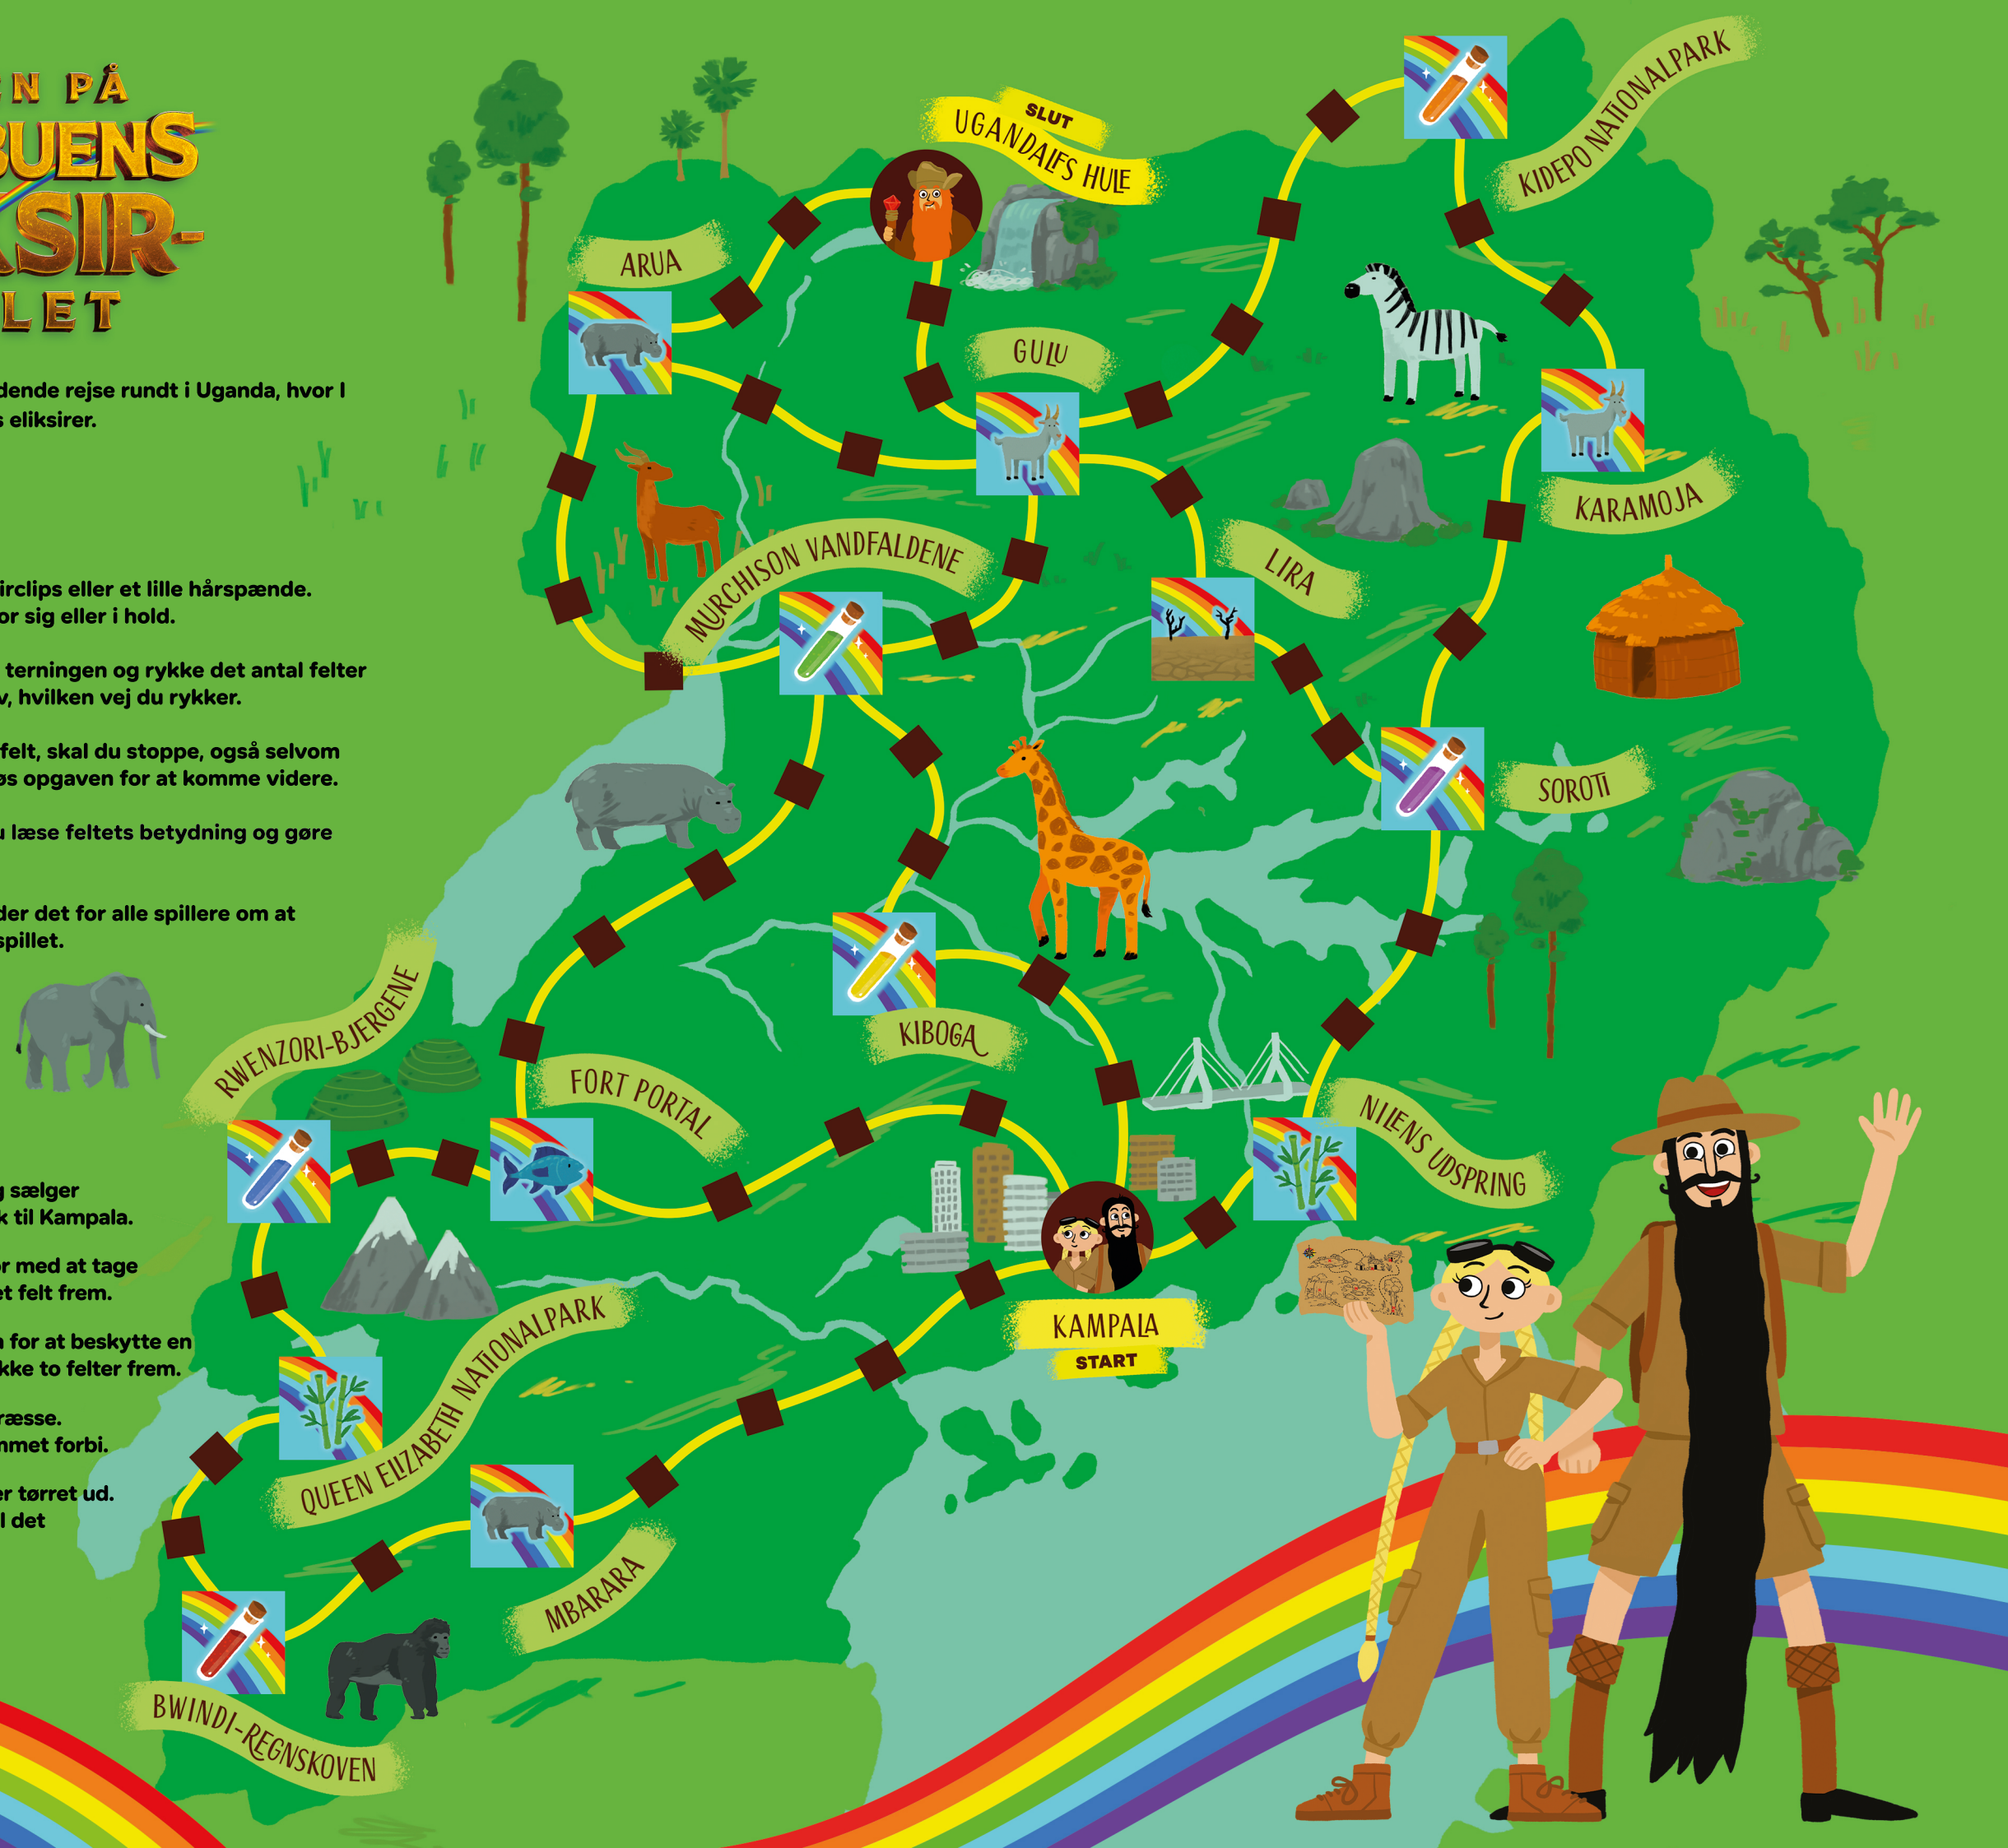 N PÅ
BUENS
KSIR-
LET
dende rejse rundt i Uganda, hvor I
s eliksirer.
irclips eller et lille hårspænde.
or sig eller i hold.
terningen og rykke det antal felter
v, hvilken vej du rykker.
felt, skal du stoppe, også selvom
øs opgaven for at komme videre.
u læse feltets betydning og gøre
der det for alle spillere om at
spillet.
g sælger
k til Kampala.
or med at tage
et felt frem.
n for at beskytte en
kke to felter frem.
ræsse.
mmet forbi.
er tørret ud.
l det
SLUT
UGANDALFS HULE
KIDEPO NATIONALPARK
ARUA
GULU
KARAMOJA
MURCHISON VANDFALDENE
LIRA
SOROTI
RWENZORI-BJERGENE
KIBOGA
FORT PORTAL
NILENS UDSPRING
KAMPALA
START
QUEEN ELIZABETH NATIONALPARK
MBARARA
BWINDI-REGNSKOVEN